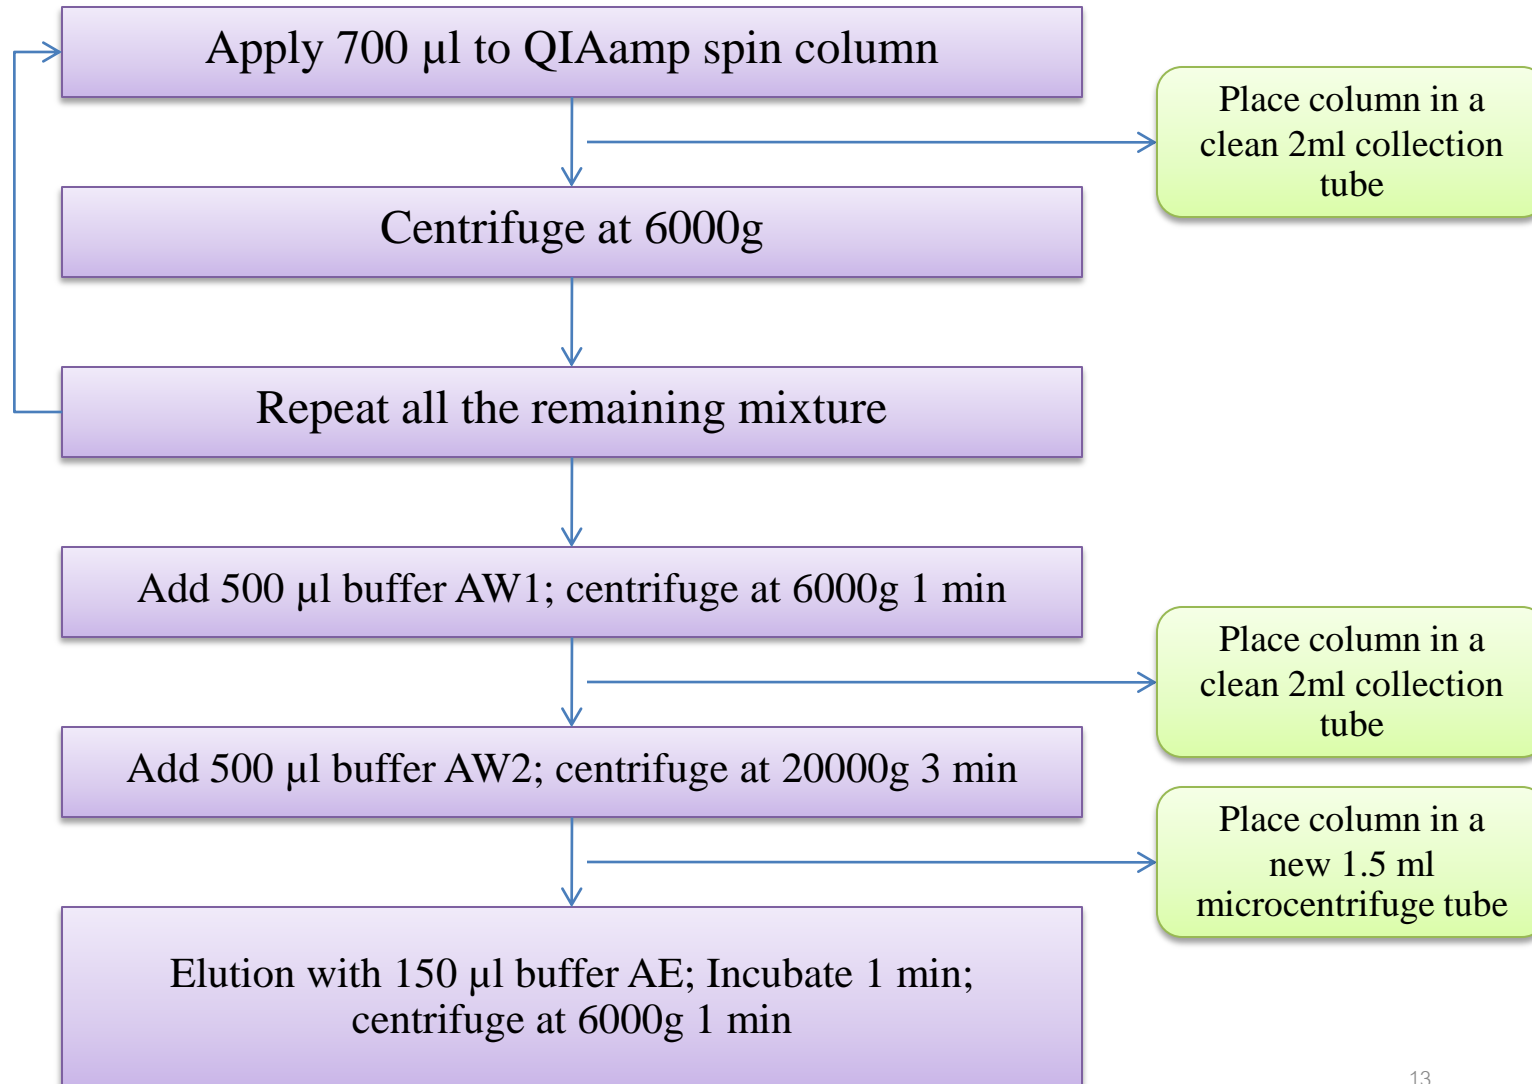 Apply 700 µl to QIAamp spin column
Place column in a
clean 2ml collection
tube
Centrifuge at 6000g
Repeat all the remaining mixture
Add 500 µl buffer AW1; centrifuge at 6000g 1 min
Place column in a
clean 2ml collection
tube
Add 500 µl buffer AW2; centrifuge at 20000g 3 min
Place column in a
new 1.5 ml
microcentrifuge tube
Elution with 150 µl buffer AE; Incubate 1 min;
centrifuge at 6000g 1 min
13